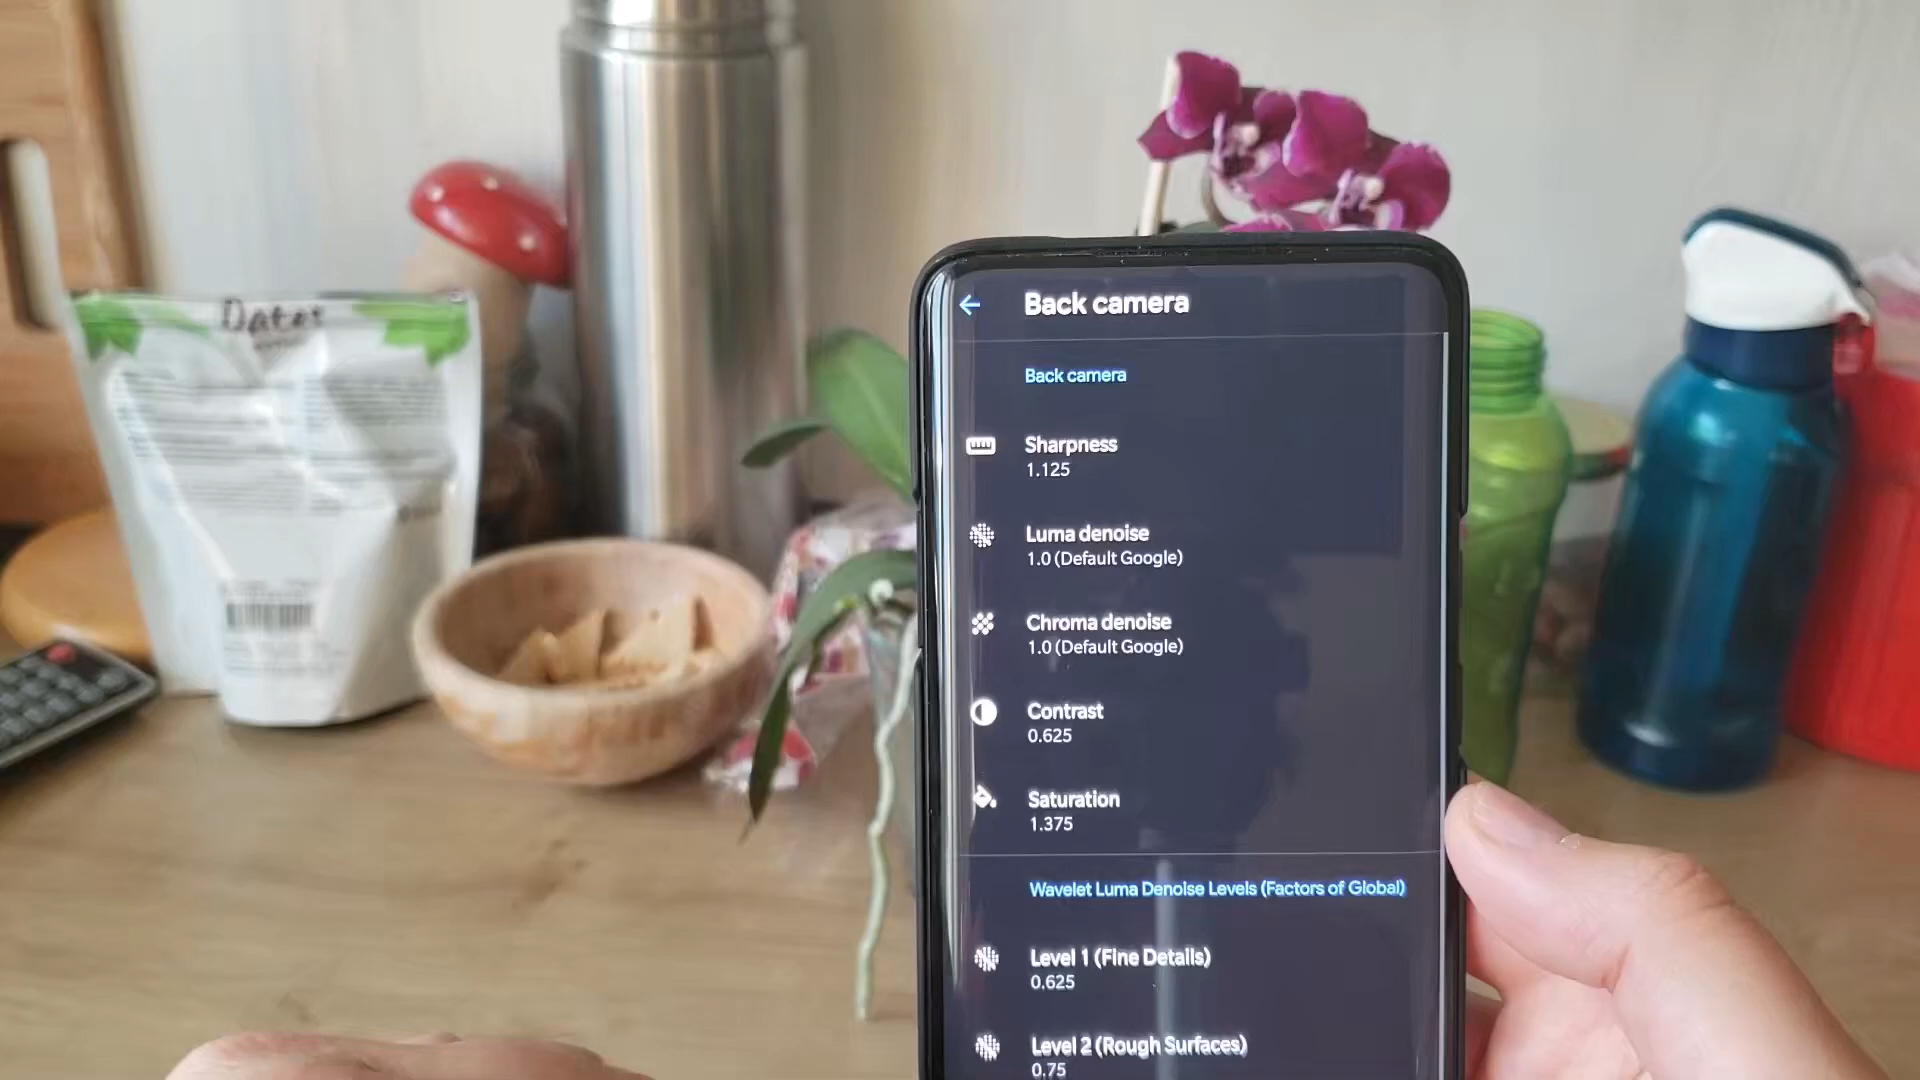 Dates
Back camera
Back camera
Sharpness
1.125
Luma denoise
1.0 (Default Google)
Chroma denoise
1.0 (Default Google)
Contrast
0.625
Saturation
1.375
Wavelet Luma Denoise Levels (Factors of Global)
Level 1 (Fine Details)
0.625
Level 2 (Rough Surfaces)
0.75